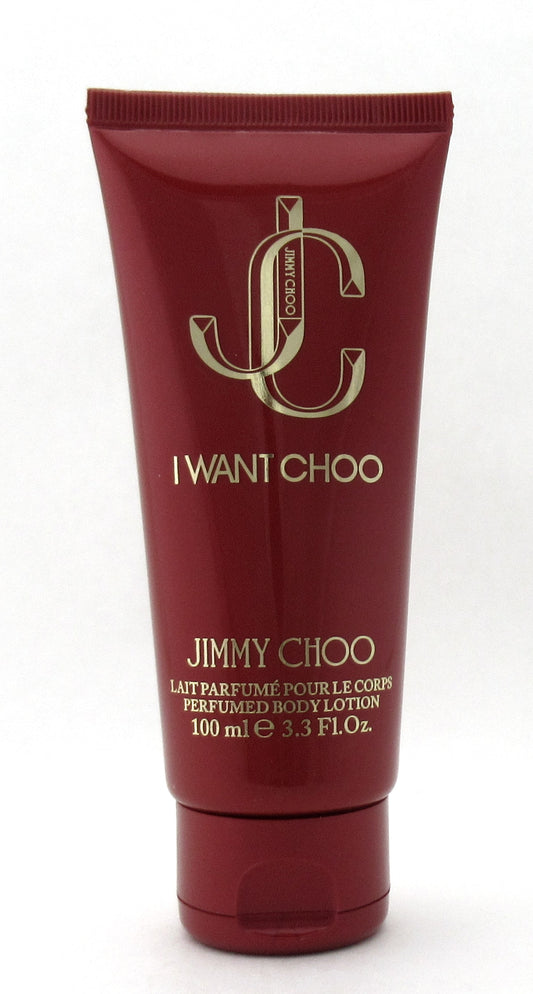 JC
JIMMY CHOO
I WANT CHOO
JIMMY CHOO
LAIT PARFUMÉ POUR LE CORPS
PERFUMED BODY LOTION
100 ml e 3.3 Fl.Oz.